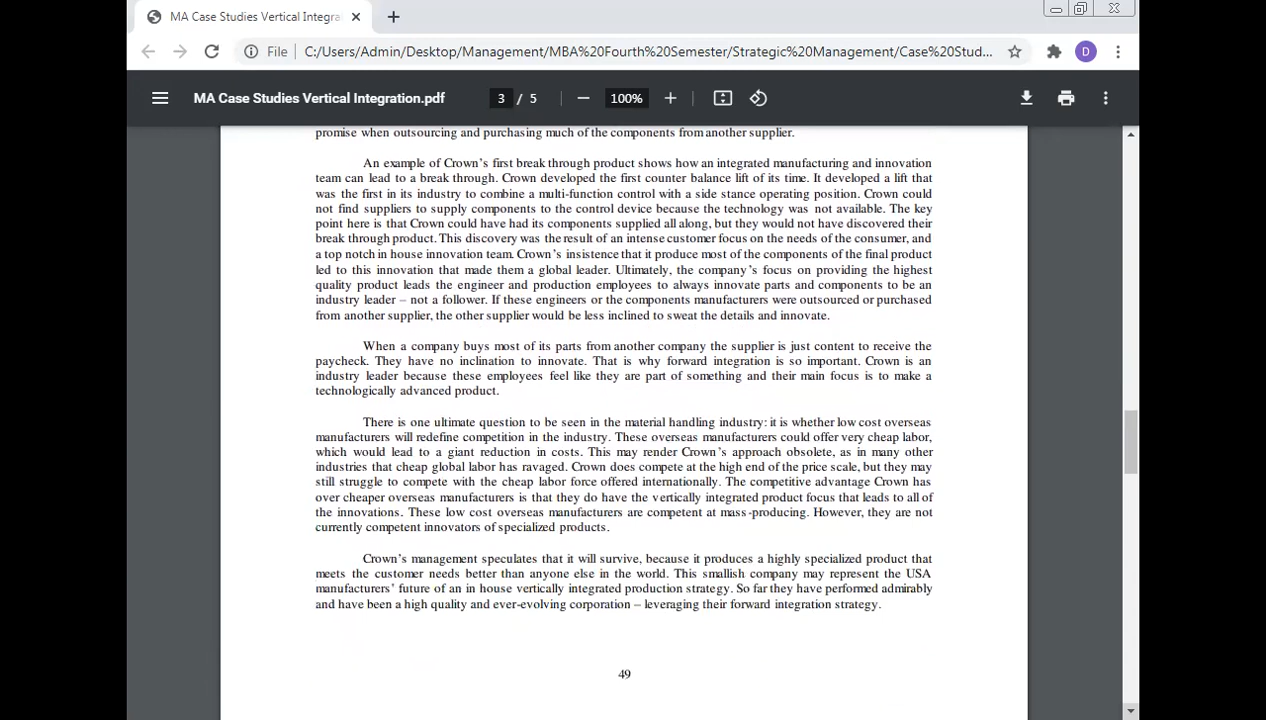 MA Case Studies Vertical Integra
File C:/Users/Admin/Desktop/Management/MBA%20Fourth%20Semester/Strategic%20Management/Case%20Stud... D
MA Case Studies Vertical Integration.pdf 3 / 5 100%
promise when outsourcing and purchasing much of the components from another supplier.
An example of Crown's first break through product shows how an integrated manufacturing and innovation
team can lead to a break through. Crown developed the first counter balance lift of its time. It developed a lift that
was the first in its industry to combine a multi-function control with a side stance operating position. Crown could
not find suppliers to supply components to the control device because the technology was not available. The key
point here is that Crown could have had its components supplied all along, but they would not have discovered their
break through product. This discovery was the result of an intense customer focus on the needs of the consumer, and
a top notch in house innovation team. Crown's insistence that it produce most of the components of the final product
led to this innovation that made them a global leader. Ultimately, the company's focus on providing the highest
quality product leads the engineer and production employees to always innovate parts and components to be an
industry leader – not a follower. If these engineers or the components manufacturers were outsourced or purchased
from another supplier, the other supplier would be less inclined to sweat the details and innovate.
When a company buys most of its parts from another company the supplier is just content to receive the
paycheck. They have no inclination to innovate. That is why forward integration is so important. Crown is an
industry leader because these employees feel like they are part of something and their main focus is to make a
technologically advanced product.
There is one ultimate question to be seen in the material handling industry: it is whether low cost overseas
manufacturers will redefine competition in the industry. These overseas manufacturers could offer very cheap labor,
which would lead to a giant reduction in costs. This may render Crown's approach obsolete, as in many other
industries that cheap global labor has ravaged. Crown does compete at the high end of the price scale, but they may
still struggle to compete with the cheap labor force offered internationally. The competitive advantage Crown has
over cheaper overseas manufacturers is that they do have the vertically integrated product focus that leads to all of
the innovations. These low cost overseas manufacturers are competent at mass-producing. However, they are not
currently competent innovators of specialized products.
Crown's management speculates that it will survive, because it produces a highly specialized product that
meets the customer needs better than anyone else in the world. This smallish company may represent the USA
manufacturers' future of an in house vertically integrated production strategy. So far they have performed admirably
and have been a high quality and ever-evolving corporation – leveraging their forward integration strategy.
49